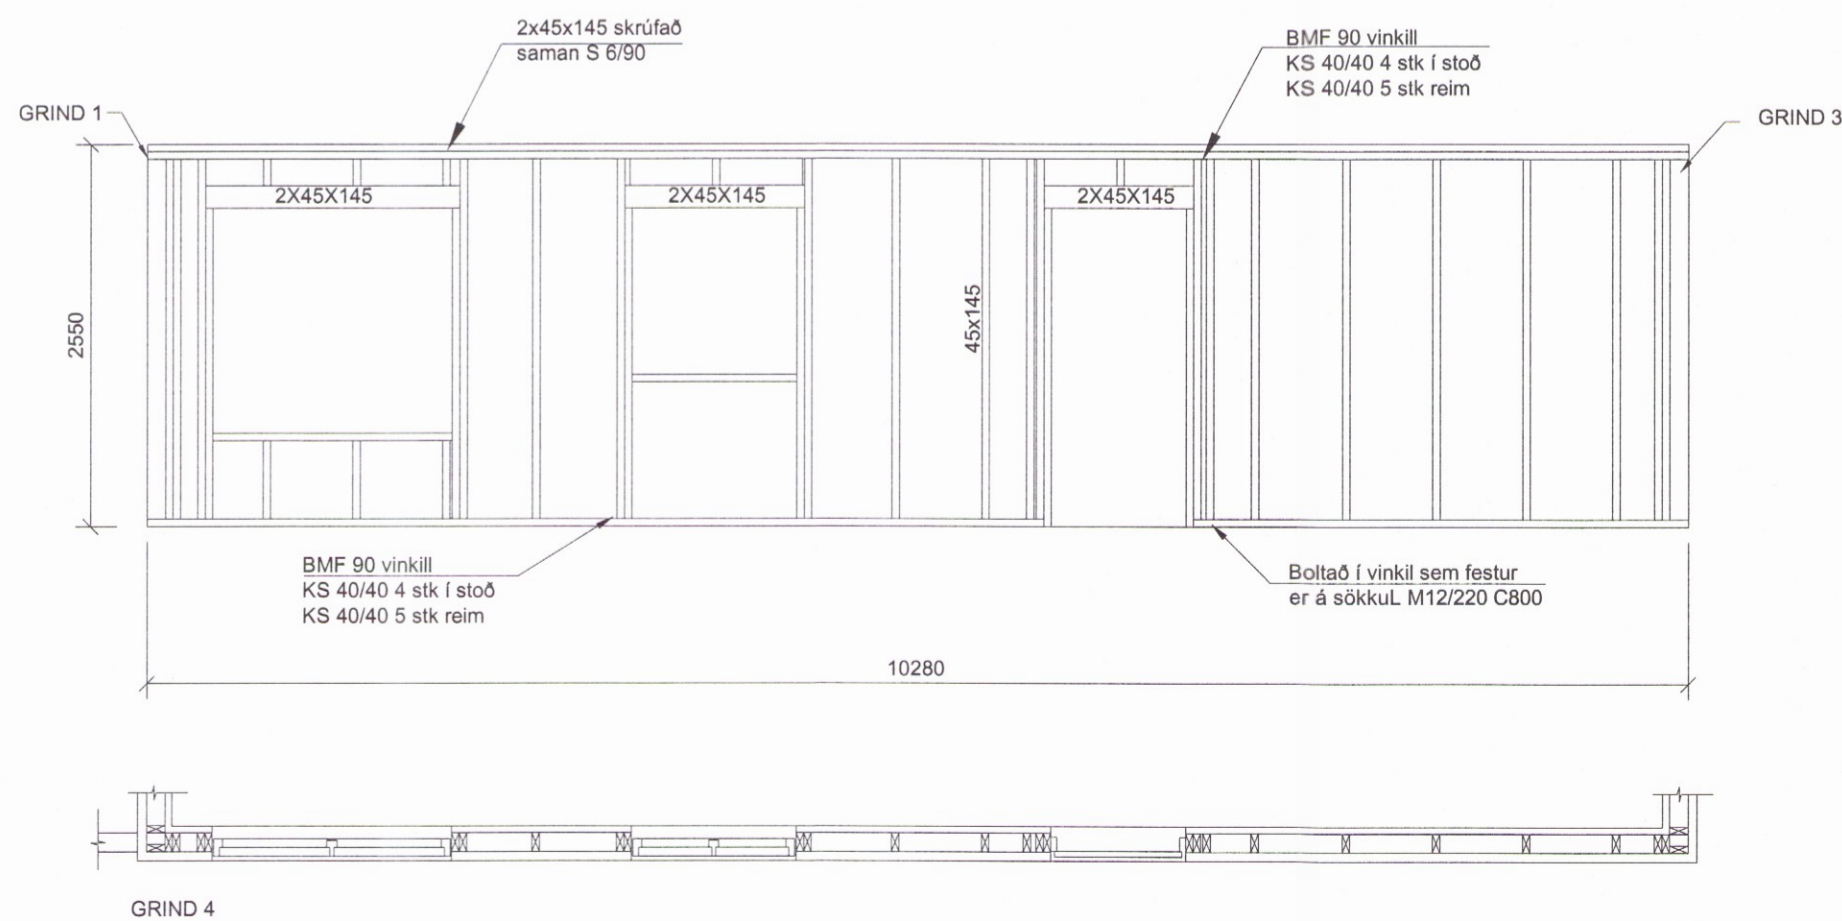 2x45x145 skrúfað
saman S 6/90
BMF 90 vinkill
KS 40/40 4 stk í stoð
KS 40/40 5 stk reim
GRIND 1
GRIND 3
2X45X145
2X45X145
2X45X145
2550
45x145
BMF 90 vinkill
KS 40/40 4 stk í stoð
KS 40/40 5 stk reim
Boltað í vinkil sem festur
er á sökkuL M12/220 C800
10280
GRIND 4